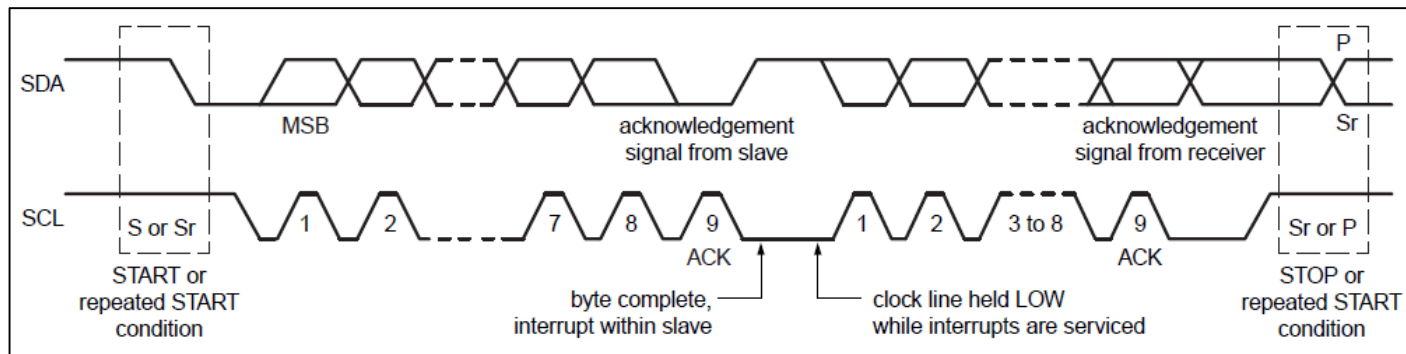 P
SDA
MSB
acknowledgement
signal from slave
acknowledgement
signal from receiver
Sr
SCL
S or Sr
1
2
7
8
9
1
2
3 to 8
9
Sr or P
ACK
ACK
START or
repeated START
condition
byte complete,
interrupt within slave
clock line held LOW
while interrupts are serviced
STOP or
repeated START
condition